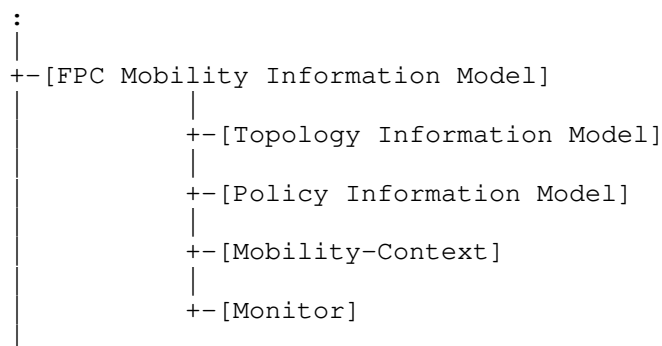 :
|
+-[FPC Mobility Information Model]
|          |
|          +-[Topology Information Model]
|          |
|          +-[Policy Information Model]
|          |
|          +-[Mobility-Context]
|          |
|          +-[Monitor]
|